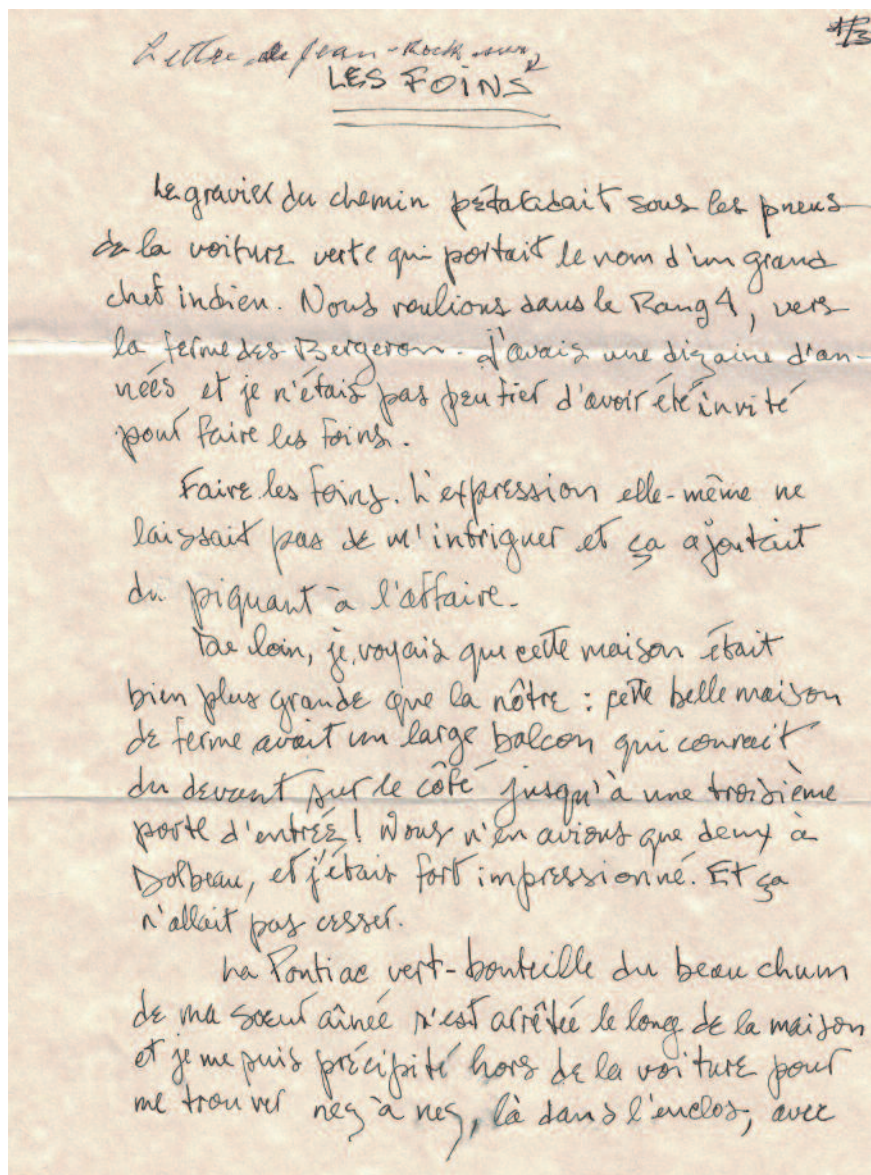 Lettre de Jean-Rock sur
1/3
LES FOINS
Le gravier du chemin pétaradait sous les pneus
de la voiture verte qui portait le nom d'un grand
chef indien. Nous roulions dans le Rang 4, vers
la ferme des Bergeron. J'avais une dizaine d'an-
nées et je n'étais pas peu fier d'avoir été invité
pour faire les foins.
Faire les foins. L'expression elle-même ne
laissait pas de m'intriguer et ça ajoutait
du piquant à l'affaire.
De loin, je voyais que cette maison était
bien plus grande que la nôtre : cette belle maison
de ferme avait un large balcon qui courait
du devant sur le côté jusqu'à une troisième
porte d'entrée! Nous n'en avions que deux à
Dolbeau, et j'étais fort impressionné. Et ça
n'allait pas cesser.
La Pontiac vert-bouteille du beau chum
de ma sœur aînée s'est arrêtée le long de la maison
et je me suis précipité hors de la voiture pour
me trouver nez à nez, là dans l'enclos, avec